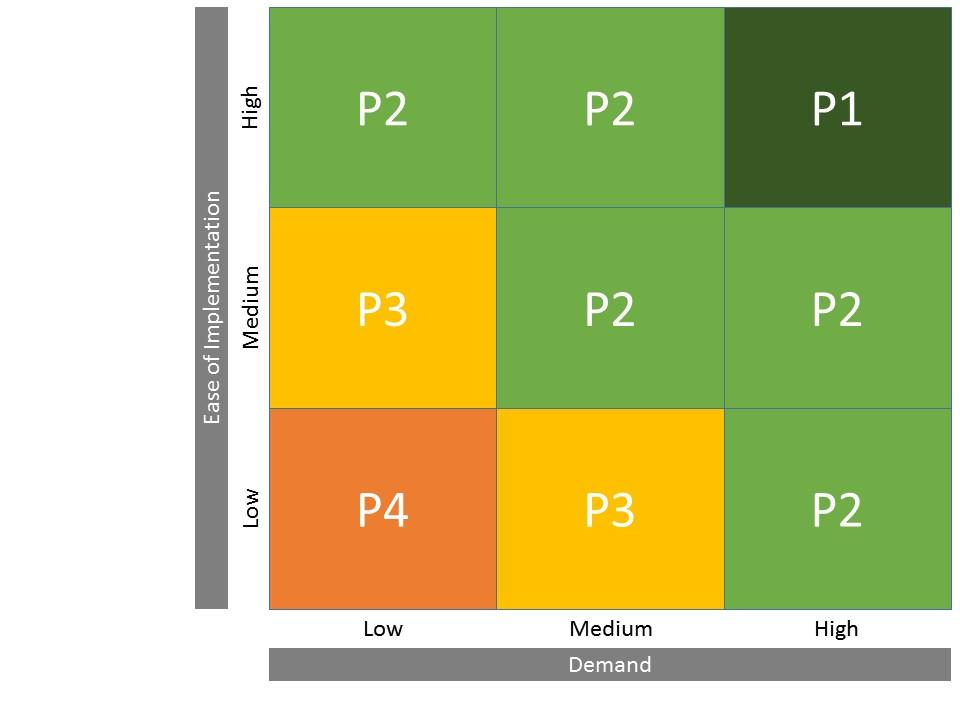 Ease of Implementation
High
P2
P2
P1
Medium
P3
P2
P2
Low
P4
P3
P2
Low
Medium
High
Demand